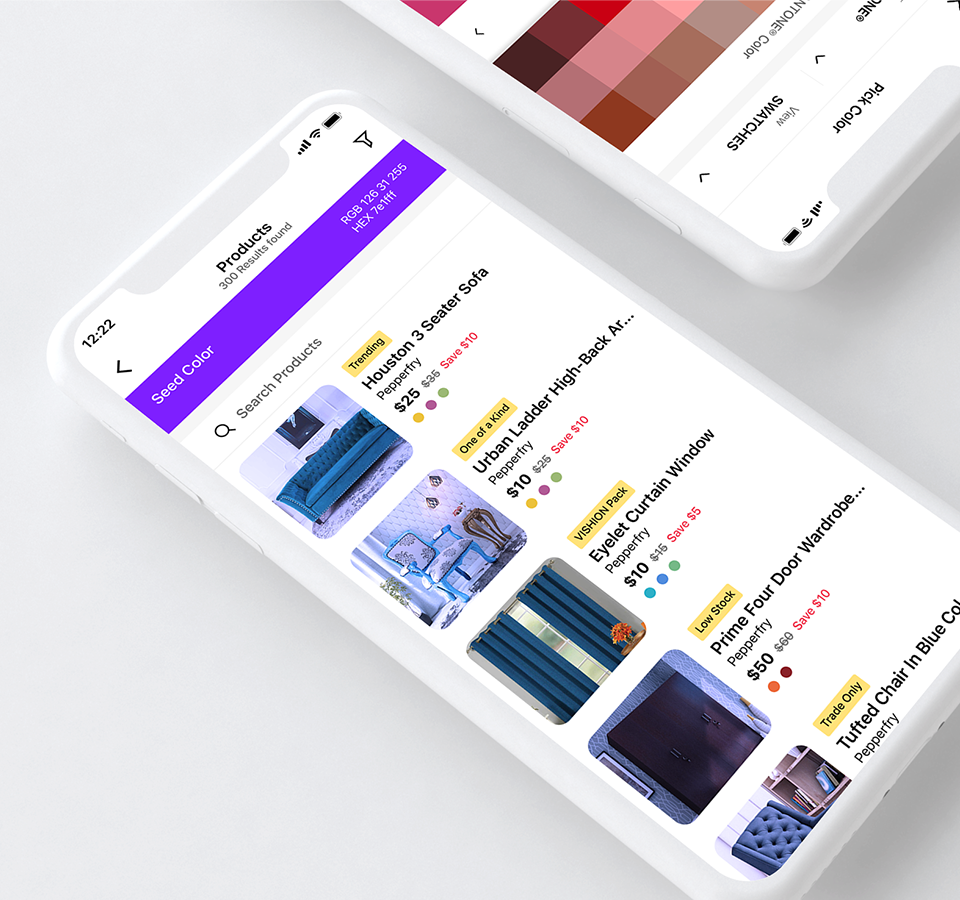 12:22
Products
300 Results found
Seed Color
RGB 126 31 255
HEX 7e1fff
Search Products
Trending
Houston 3 Seater Sofa
Pepperfry
$25 $35 Save $10
One of a Kind
Urban Ladder High-Back Ar...
Pepperfry
$10 $25 Save $10
VISHION Pack
Eyelet Curtain Window
Pepperfry
$10 $15 Save $5
Low Stock
Prime Four Door Wardrobe...
Pepperfry
$50 $60 Save $10
Trade Only
Tufted Chair In Blue Col
Pepperfry
Pick Color
View
SWATCHES
NTONE® Color
ONE®